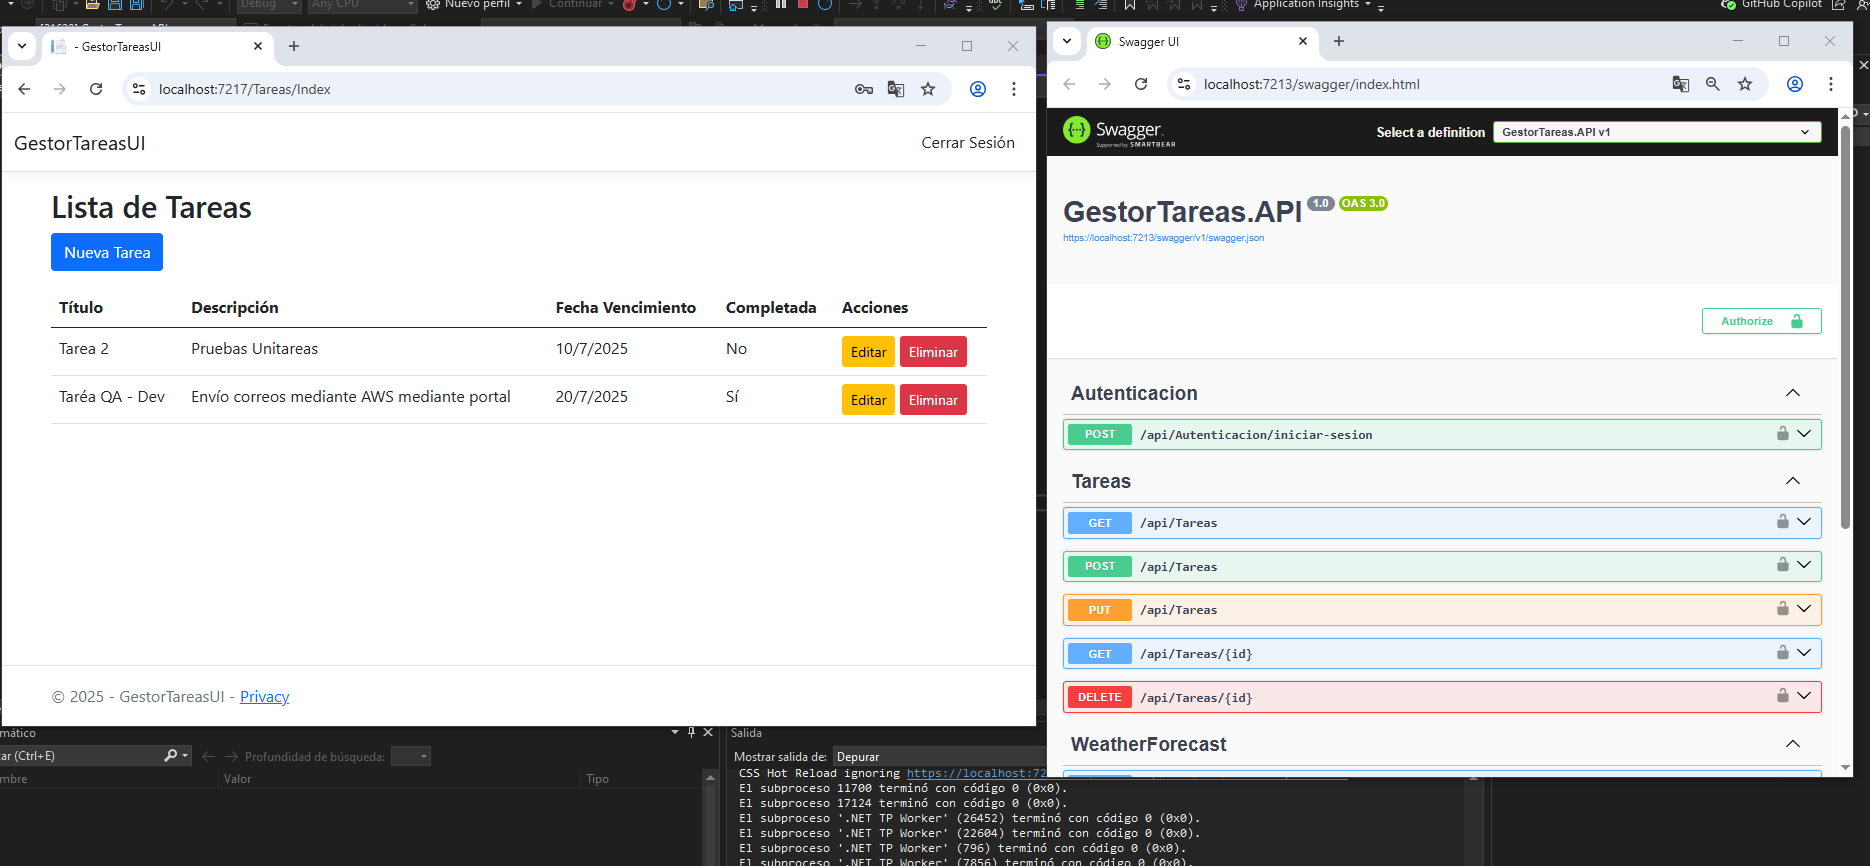 Debug
Any CPU
Nuevo perfil
Continuar
Application Insights
GitHub Copilot
- GestorTareasUI
localhost:7217/Tareas/Index
GestorTareasUI
Cerrar Sesión
Lista de Tareas
Nueva Tarea
Título Descripción Fecha Vencimiento Completada Acciones
Tarea 2 Pruebas Unitareas 10/7/2025 No Editar Eliminar
Taréa QA - Dev Envío correos mediante AWS mediante portal 20/7/2025 Sí Editar Eliminar
© 2025 - GestorTareasUI - Privacy
Swagger UI
localhost:7213/swagger/index.html
Swagger
Supported by SMARTBEAR
Select a definition
GestorTareas.API v1
GestorTareas.API 1.0 OAS 3.0
https://localhost:7213/swagger/v1/swagger.json
Authorize
Autenticacion
POST /api/Autenticacion/iniciar-sesion
Tareas
GET /api/Tareas
POST /api/Tareas
PUT /api/Tareas
GET /api/Tareas/{id}
DELETE /api/Tareas/{id}
WeatherForecast
mático
car (Ctrl+E)
Profundidad de búsqueda:
mbre Valor Tipo
Salida
Mostrar salida de: Depurar
CSS Hot Reload ignoring https://localhost:72
El subproceso 11700 terminó con código 0 (0x0).
El subproceso 17124 terminó con código 0 (0x0).
El subproceso '.NET TP Worker' (26452) terminó con código 0 (0x0).
El subproceso '.NET TP Worker' (22604) terminó con código 0 (0x0).
El subproceso '.NET TP Worker' (796) terminó con código 0 (0x0).
El subproceso '.NET TP Worker' (7856) terminó con código 0 (0x0).